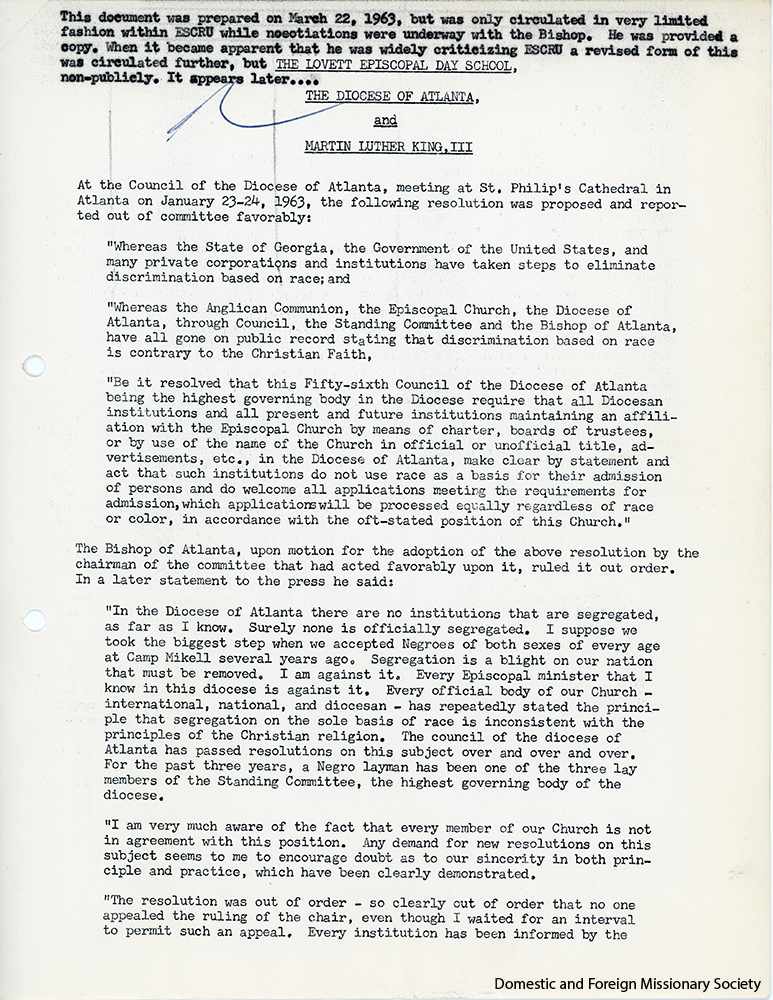 This document was prepared on March 22, 1963, but was only circulated in very limited
fashion within ESCRU while negotiations were underway with the Bishop. He was provided a
copy. When it became apparent that he was widely criticizing ESCRU a revised form of this
was circulated further, but THE LOVETT EPISCOPAL DAY SCHOOL,
non-publicly. It appears later....
THE DIOCESE OF ATLANTA,
and
MARTIN LUTHER KING,III
At the Council of the Diocese of Atlanta, meeting at St. Philip's Cathedral in
Atlanta on January 23-24, 1963, the following resolution was proposed and repor-
ted out of committee favorably:
"Whereas the State of Georgia, the Government of the United States, and
many private corporations and institutions have taken steps to eliminate
discrimination based on race; and
"Whereas the Anglican Communion, the Episcopal Church, the Diocese of
Atlanta, through Council, the Standing Committee and the Bishop of Atlanta,
have all gone on public record stating that discrimination based on race
is contrary to the Christian Faith,
"Be it resolved that this Fifty-sixth Council of the Diocese of Atlanta
being the highest governing body in the Diocese require that all Diocesan
institutions and all present and future institutions maintaining an affili-
ation with the Episcopal Church by means of charter, boards of trustees,
or by use of the name of the Church in official or unofficial title, ad-
vertisements, etc., in the Diocese of Atlanta, make clear by statement and
act that such institutions do not use race as a basis for their admission
of persons and do welcome all applications meeting the requirements for
admission,which applications will be processed equally regardless of race
or color, in accordance with the oft-stated position of this Church."
The Bishop of Atlanta, upon motion for the adoption of the above resolution by the
chairman of the committee that had acted favorably upon it, ruled it out order.
In a later statement to the press he said:
"In the Diocese of Atlanta there are no institutions that are segregated,
as far as I know. Surely none is officially segregated. I suppose we
took the biggest step when we accepted Negroes of both sexes of every age
at Camp Mikell several years ago. Segregation is a blight on our nation
that must be removed. I am against it. Every Episcopal minister that I
know in this diocese is against it. Every official body of our Church -
international, national, and diocesan - has repeatedly stated the princi-
ple that segregation on the sole basis of race is inconsistent with the
principles of the Christian religion. The council of the diocese of
Atlanta has passed resolutions on this subject over and over and over.
For the past three years, a Negro layman has been one of the three lay
members of the Standing Committee, the highest governing body of the
diocese.
"I am very much aware of the fact that every member of our Church is not
in agreement with this position. Any demand for new resolutions on this
subject seems to me to encourage doubt as to our sincerity in both prin-
ciple and practice, which have been clearly demonstrated.
"The resolution was out of order - so clearly out of order that no one
appealed the ruling of the chair, even though I waited for an interval
to permit such an appeal. Every institution has been informed by the
Domestic and Foreign Missionary Society